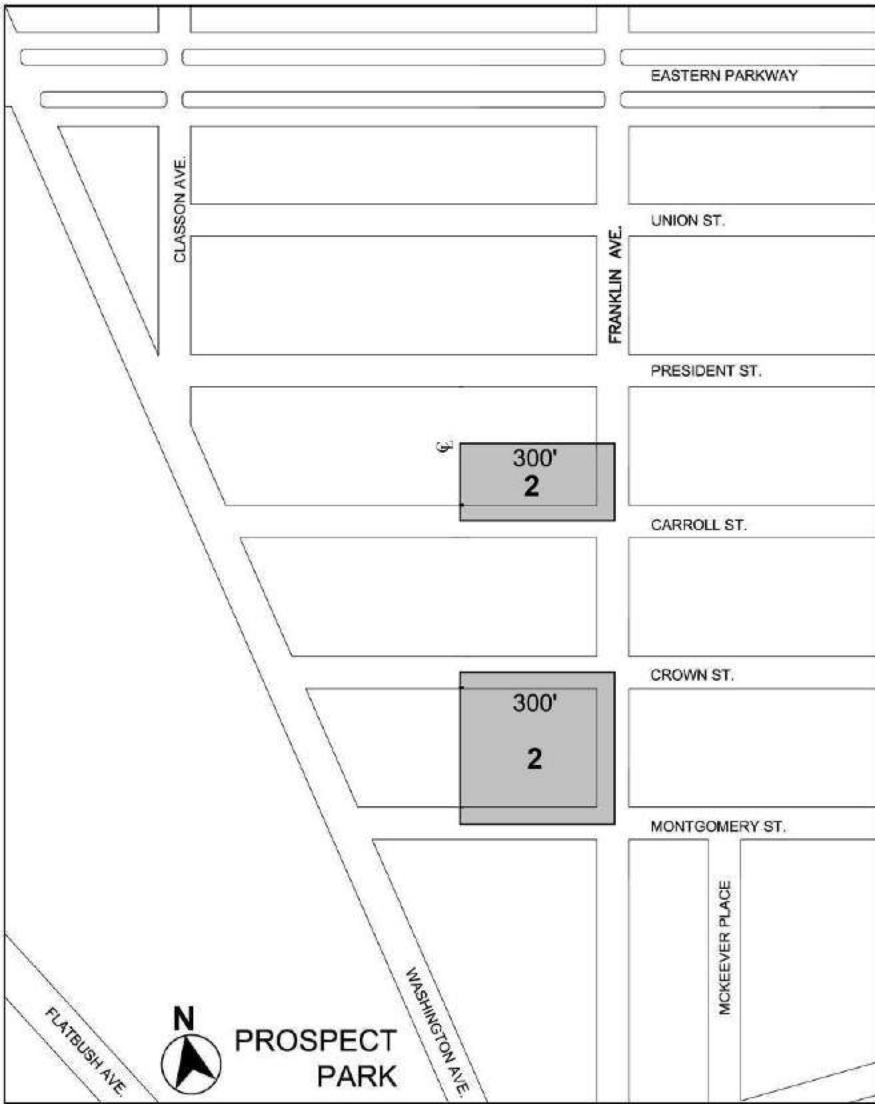 EASTERN PARKWAY
CLASSON AVE.
UNION ST.
FRANKLIN AVE.
PRESIDENT ST.
℄
300'
2
CARROLL ST.
CROWN ST.
300'
2
MONTGOMERY ST.
MCKEEVER PLACE
WASHINGTON AVE.
FLATBUSH AVE.
N
PROSPECT
PARK